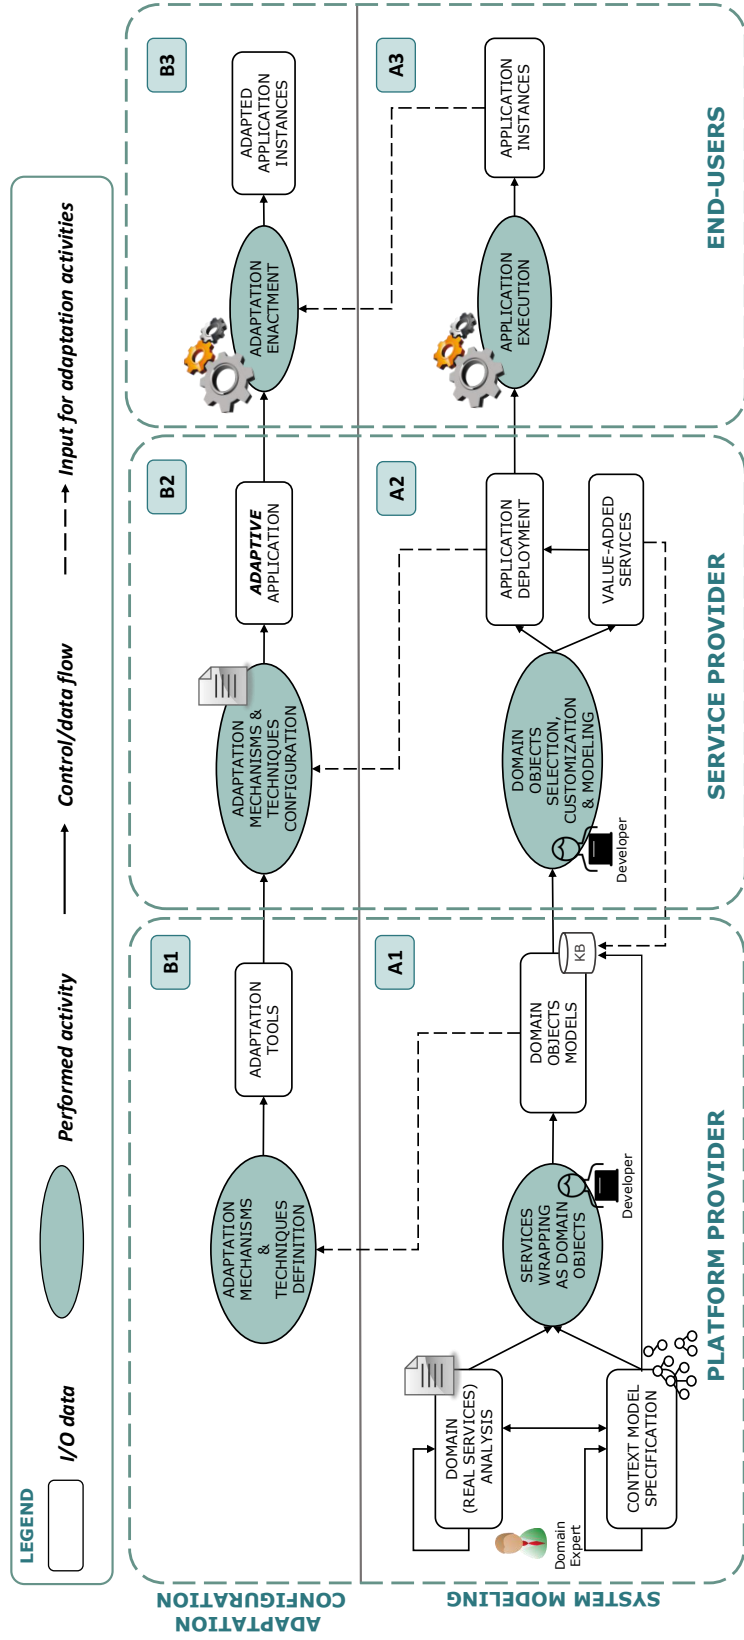 LEGEND
I/O data
Performed activity
Control/data flow
Input for adaptation activities
ADAPTATION
CONFIGURATION
B1
ADAPTATION
MECHANISMS
&
TECHNIQUES
DEFINITION
ADAPTATION
TOOLS
B2
ADAPTATION
MECHANISMS &
TECHNIQUES
CONFIGURATION
ADAPTIVE
APPLICATION
B3
ADAPTATION
ENACTMENT
ADAPTED
APPLICATION
INSTANCES
SYSTEM MODELING
A1
DOMAIN
(REAL SERVICES)
ANALYSIS
Domain
Expert
CONTEXT MODEL
SPECIFICATION
SERVICES
WRAPPING
AS DOMAIN
OBJECTS
Developer
DOMAIN
OBJECTS
MODELS
KB
PLATFORM PROVIDER
A2
DOMAIN
OBJECTS
SELECTION,
CUSTOMIZATION
& MODELING
Developer
APPLICATION
DEPLOYMENT
VALUE-ADDED
SERVICES
SERVICE PROVIDER
A3
APPLICATION
EXECUTION
APPLICATION
INSTANCES
END-USERS